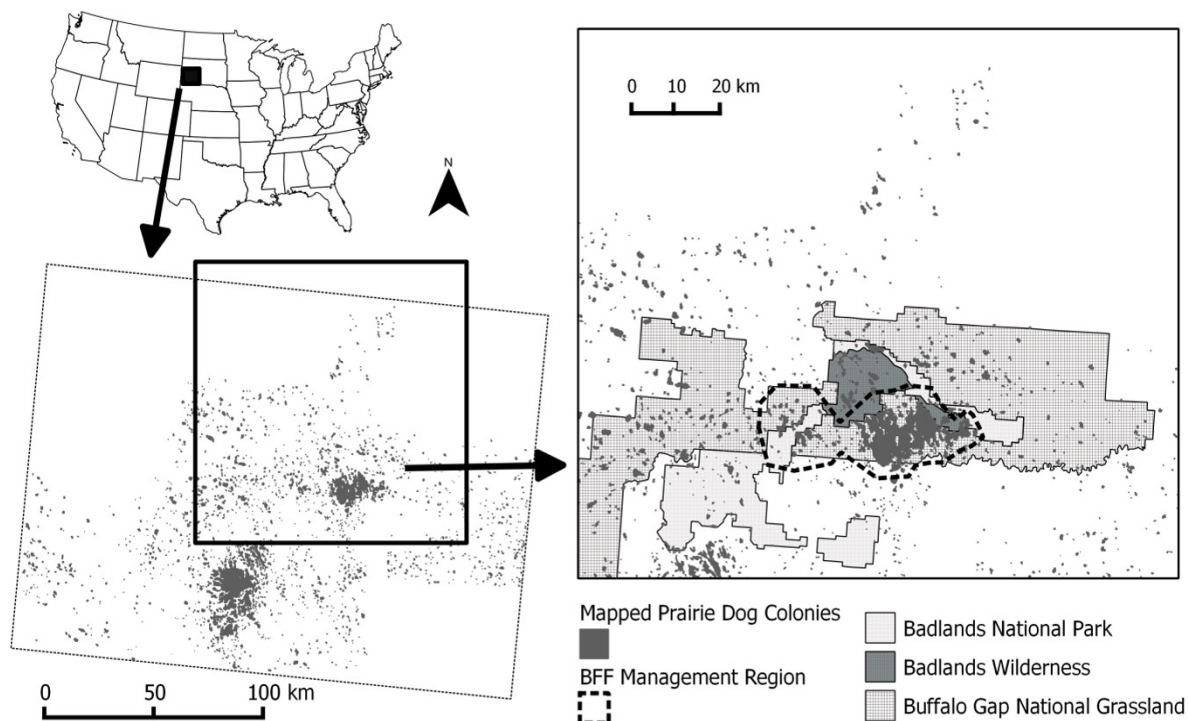 N
0 10 20 km
0 50 100 km
Mapped Prairie Dog Colonies
BFF Management Region
Badlands National Park
Badlands Wilderness
Buffalo Gap National Grassland